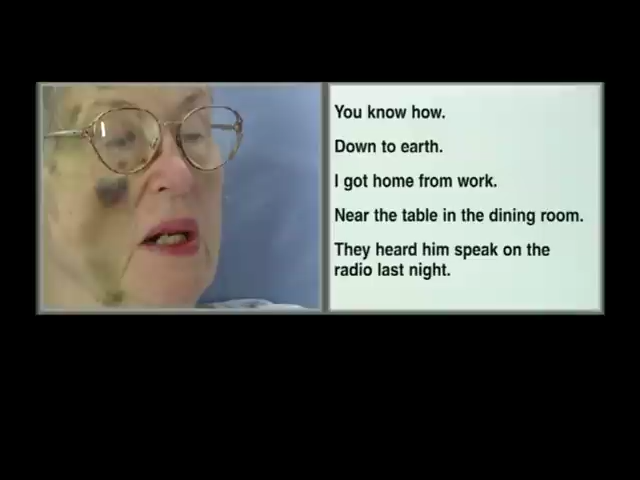 You know how.
Down to earth.
I got home from work.
Near the table in the dining room.
They heard him speak on the
radio last night.